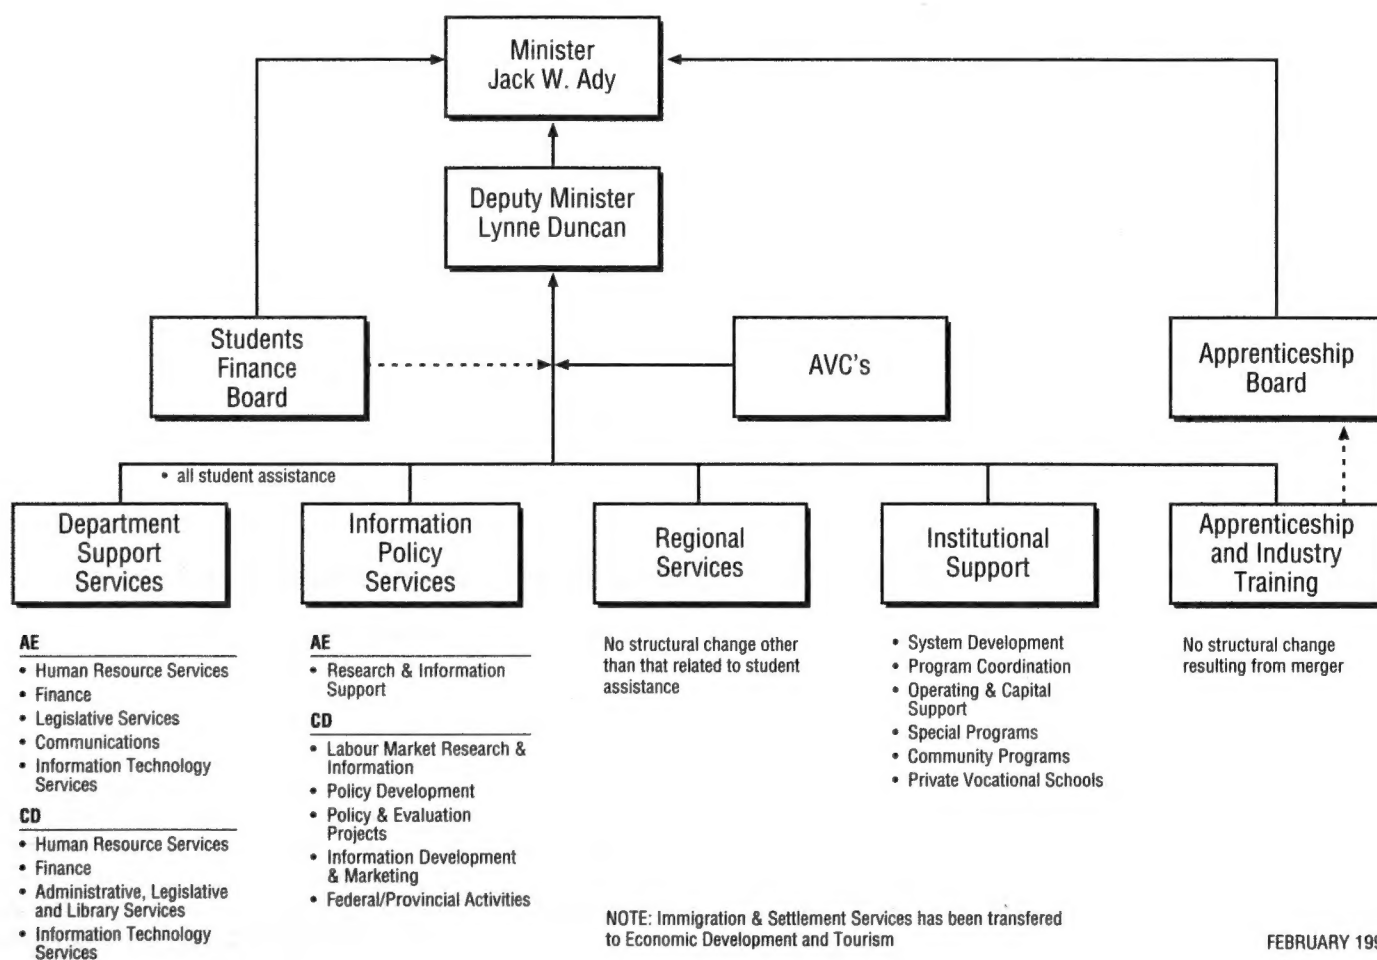 Minister
Jack W. Ady
Deputy Minister
Lynne Duncan
Students
Finance
Board
AVC's
Apprenticeship
Board
• all student assistance
Department
Support
Services
Information
Policy
Services
Regional
Services
Institutional
Support
Apprenticeship
and Industry
Training
AE
• Human Resource Services
• Finance
• Legislative Services
• Communications
• Information Technology
Services
CD
• Human Resource Services
• Finance
• Administrative, Legislative
and Library Services
• Information Technology
Services
AE
• Research & Information
Support
CD
• Labour Market Research &
Information
• Policy Development
• Policy & Evaluation
Projects
• Information Development
& Marketing
• Federal/Provincial Activities
No structural change other
than that related to student
assistance
• System Development
• Program Coordination
• Operating & Capital
Support
• Special Programs
• Community Programs
• Private Vocational Schools
No structural change
resulting from merger
NOTE: Immigration & Settlement Services has been transfered
to Economic Development and Tourism
FEBRUARY